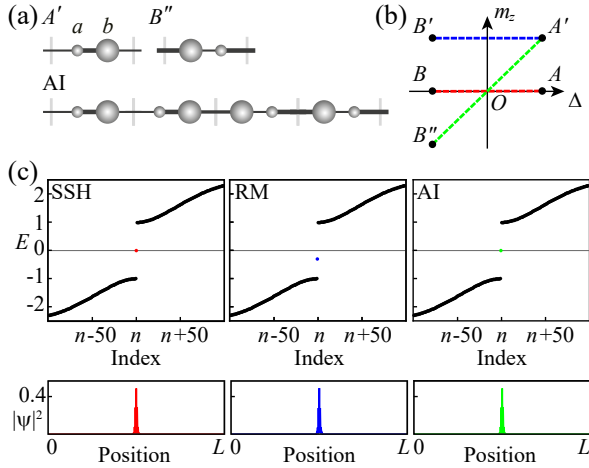 (a)
A′ a b B″
AI
(b)
m_z
B′ A′
B A
O Δ
B″
(c)
SSH RM AI
2
1
E 0
-1
-2
n-50 n n+50 n-50 n n+50 n-50 n n+50
Index Index Index
0.4
|ψ|²
0 L 0 L 0 L
Position Position Position